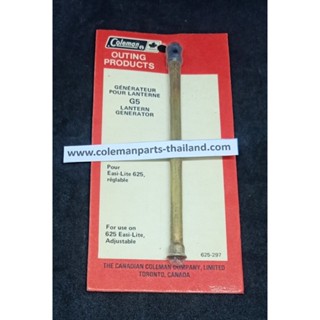 Coleman
OUTING
PRODUCTS
GÉNÉRATEUR
POUR LANTERNE
G5
LANTERN
GENERATOR
www.colemanparts-thailand.com
Pour
Easi-Lite 625,
réglable
For use on
625 Easi-Lite,
Adjustable
625-297
THE CANADIAN COLEMAN COMPANY, LIMITED
TORONTO, CANADA